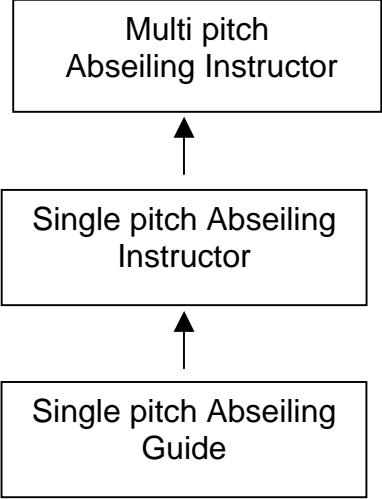 Multi pitch
Abseiling Instructor
Single pitch Abseiling
Instructor
Single pitch Abseiling
Guide